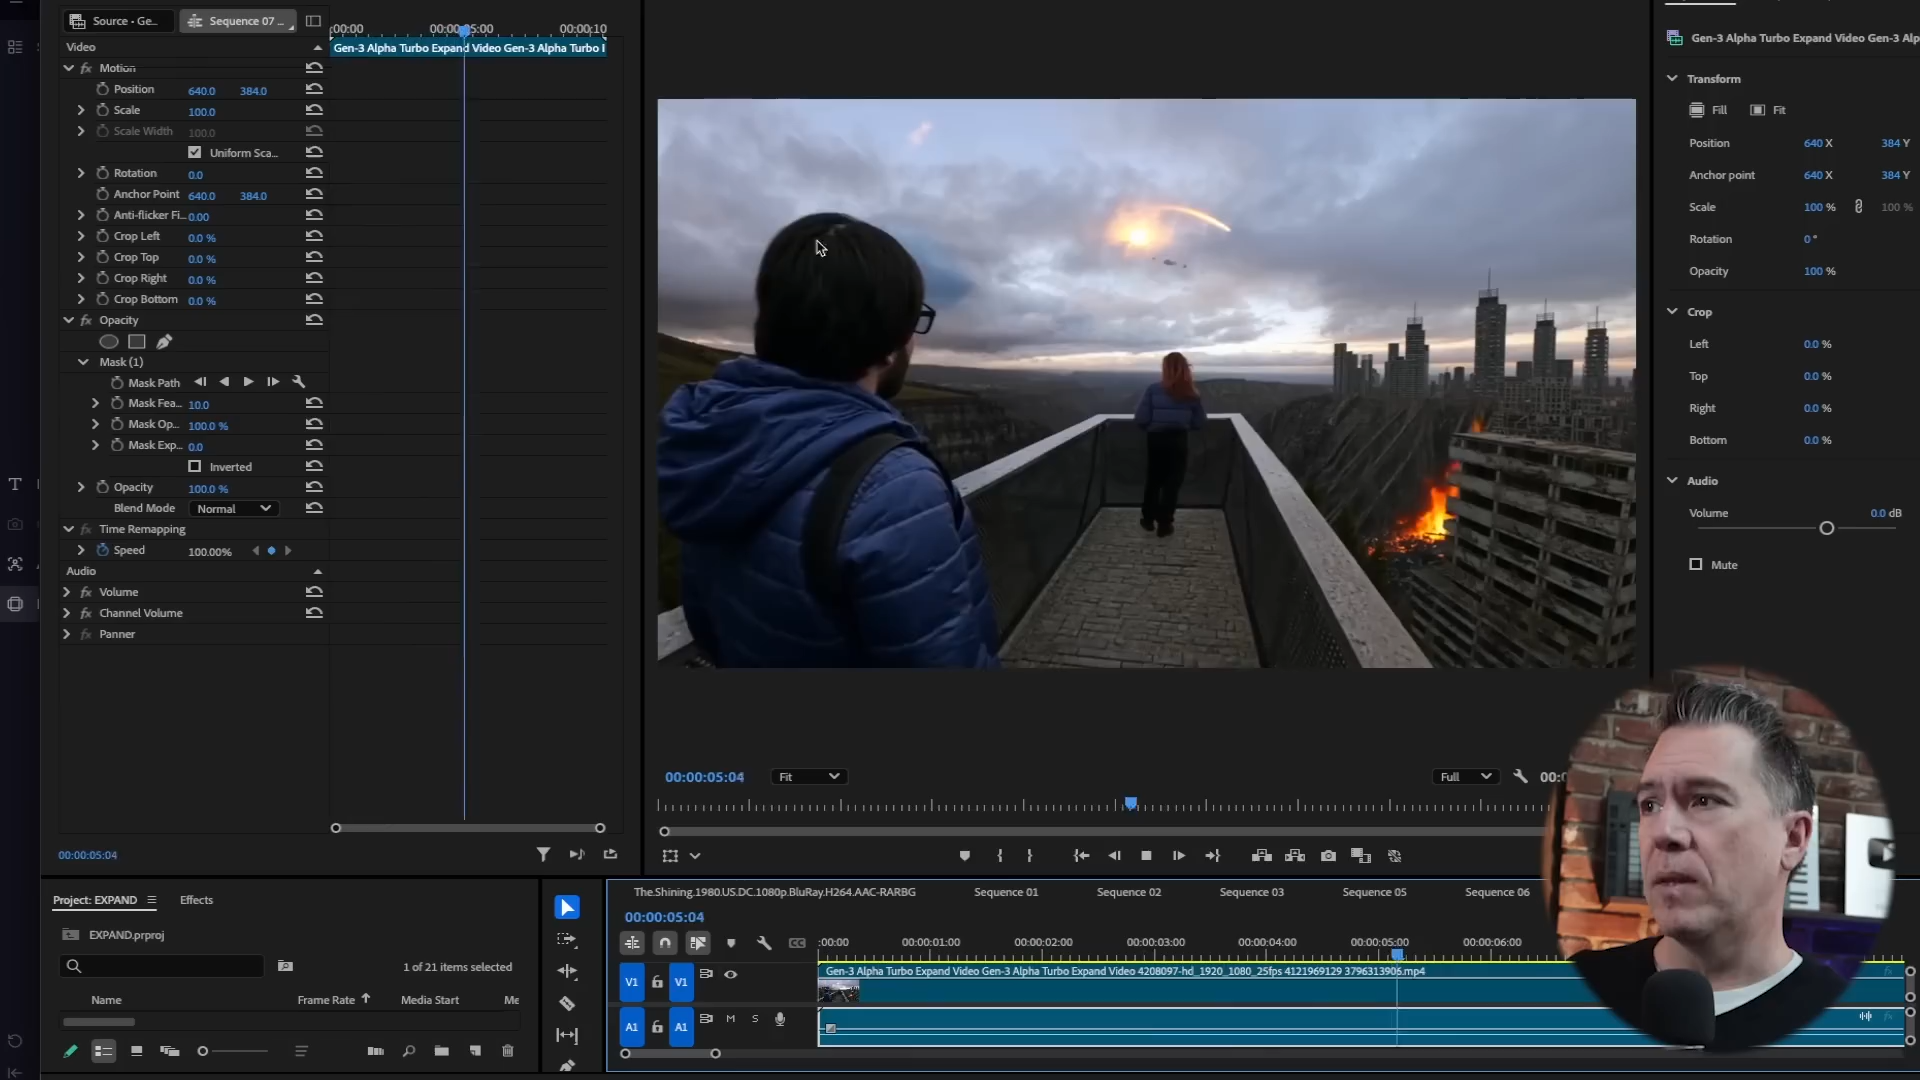 Source - Ge...
Sequence 07 ...
:00:00
00:00:05:00
00:00:10
Video
Gen-3 Alpha Turbo Expand Video Gen-3 Alpha Turbo
Motion
Position 640.0 384.0
Scale 100.0
Scale Width 100.0
Uniform Sca...
Rotation 0.0
Anchor Point 640.0 384.0
Anti-flicker Fi... 0.00
Crop Left 0.0 %
Crop Top 0.0 %
Crop Right 0.0 %
Crop Bottom 0.0 %
Opacity
Mask (1)
Mask Path
Mask Fea... 10.0
Mask Op... 100.0 %
Mask Exp... 0.0
Inverted
Opacity 100.0 %
Blend Mode Normal
Time Remapping
Speed 100.00%
Audio
Volume
Channel Volume
Panner
00:00:05:04
00:00:05:04
Fit
Full
00:0
Gen-3 Alpha Turbo Expand Video Gen-3 Alp
Transform
Fill Fit
Position 640 X 384 Y
Anchor point 640 X 384 Y
Scale 100 % 100 %
Rotation 0 °
Opacity 100 %
Crop
Left 0.0 %
Top 0.0 %
Right 0.0 %
Bottom 0.0 %
Audio
Volume 0.0 dB
Mute
Project: EXPAND
Effects
EXPAND.prproj
1 of 21 items selected
Name Frame Rate Media Start Me
The.Shining.1980.US.DC.1080p.BluRay.H264.AAC-RARBG
Sequence 01
Sequence 02
Sequence 03
Sequence 05
Sequence 06
00:00:05:04
:00:00
00:00:01:00
00:00:02:00
00:00:03:00
00:00:04:00
00:00:05:00
00:00:06:00
V1 V1
Gen-3 Alpha Turbo Expand Video Gen-3 Alpha Turbo Expand Video 4208097-hd_1920_1080_25fps 4121969129 3796313906.mp4
A1 A1 M S